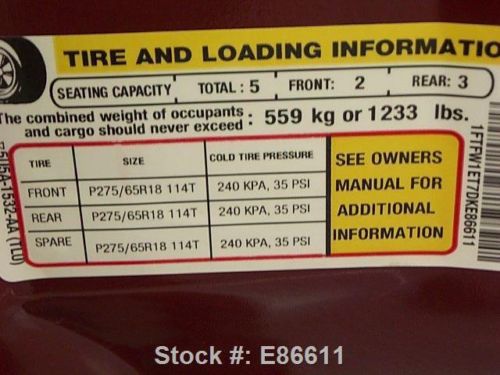 TIRE AND LOADING INFORMATIO
SEATING CAPACITY TOTAL : 5 FRONT: 2 REAR: 3
The combined weight of occupants
and cargo should never exceed : 559 kg or 1233 lbs.
TIRE SIZE COLD TIRE PRESSURE
FRONT P275/65R18 114T 240 KPA, 35 PSI
REAR P275/65R18 114T 240 KPA, 35 PSI
SPARE P275/65R18 114T 240 KPA, 35 PSI
SEE OWNERS
MANUAL FOR
ADDITIONAL
INFORMATION
1FTFW1ET7DKE86611
Stock #: E86611